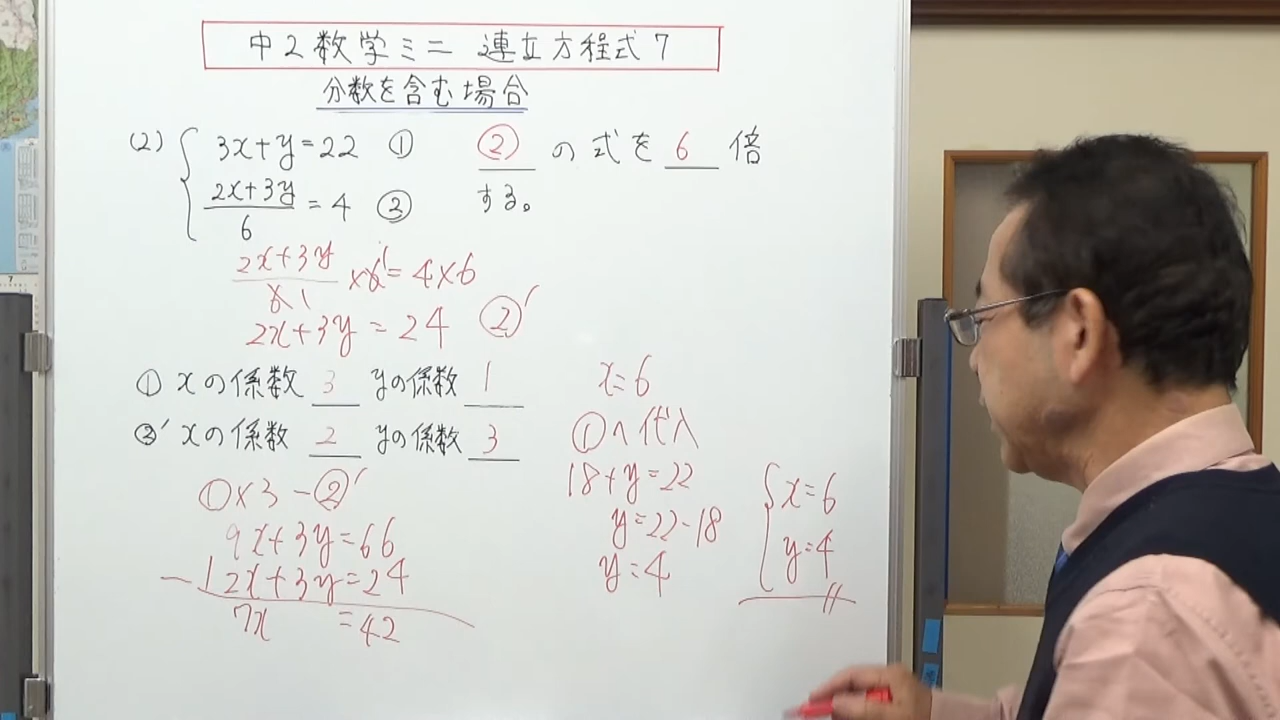 中2数学ミニ 連立方程式7
分数を含む場合
(2) { 3x+y=22 ① ② の式を 6 倍
(2x+3y)/6 = 4 ② する。
(2x+3y)/6 ×6 = 4×6
2x+3y = 24 ②′
① xの係数 3 yの係数 1
②′ xの係数 2 yの係数 3
①×3 − ②′
9x+3y=66
−) 2x+3y=24
7x =42
x=6
①へ代入
18+y=22
y=22-18
y=4
{ x=6
y=4